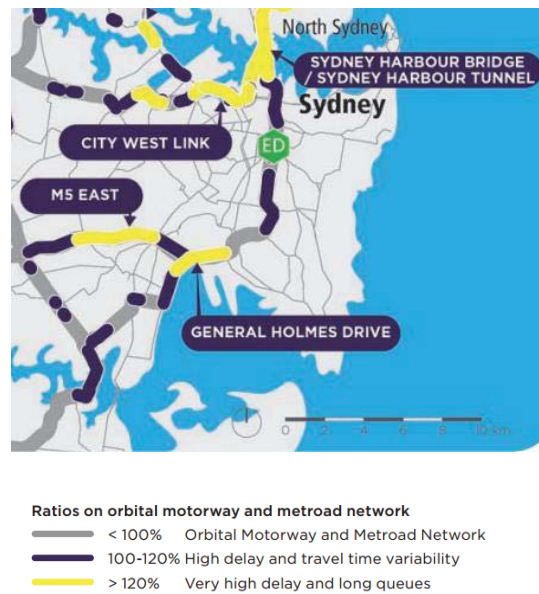 North Sydney
SYDNEY HARBOUR BRIDGE
/ SYDNEY HARBOUR TUNNEL
Sydney
CITY WEST LINK
ED
M5 EAST
GENERAL HOLMES DRIVE
0 2 4 6 8 10 km
Ratios on orbital motorway and metroad network
< 100% Orbital Motorway and Metroad Network
100-120% High delay and travel time variability
> 120% Very high delay and long queues